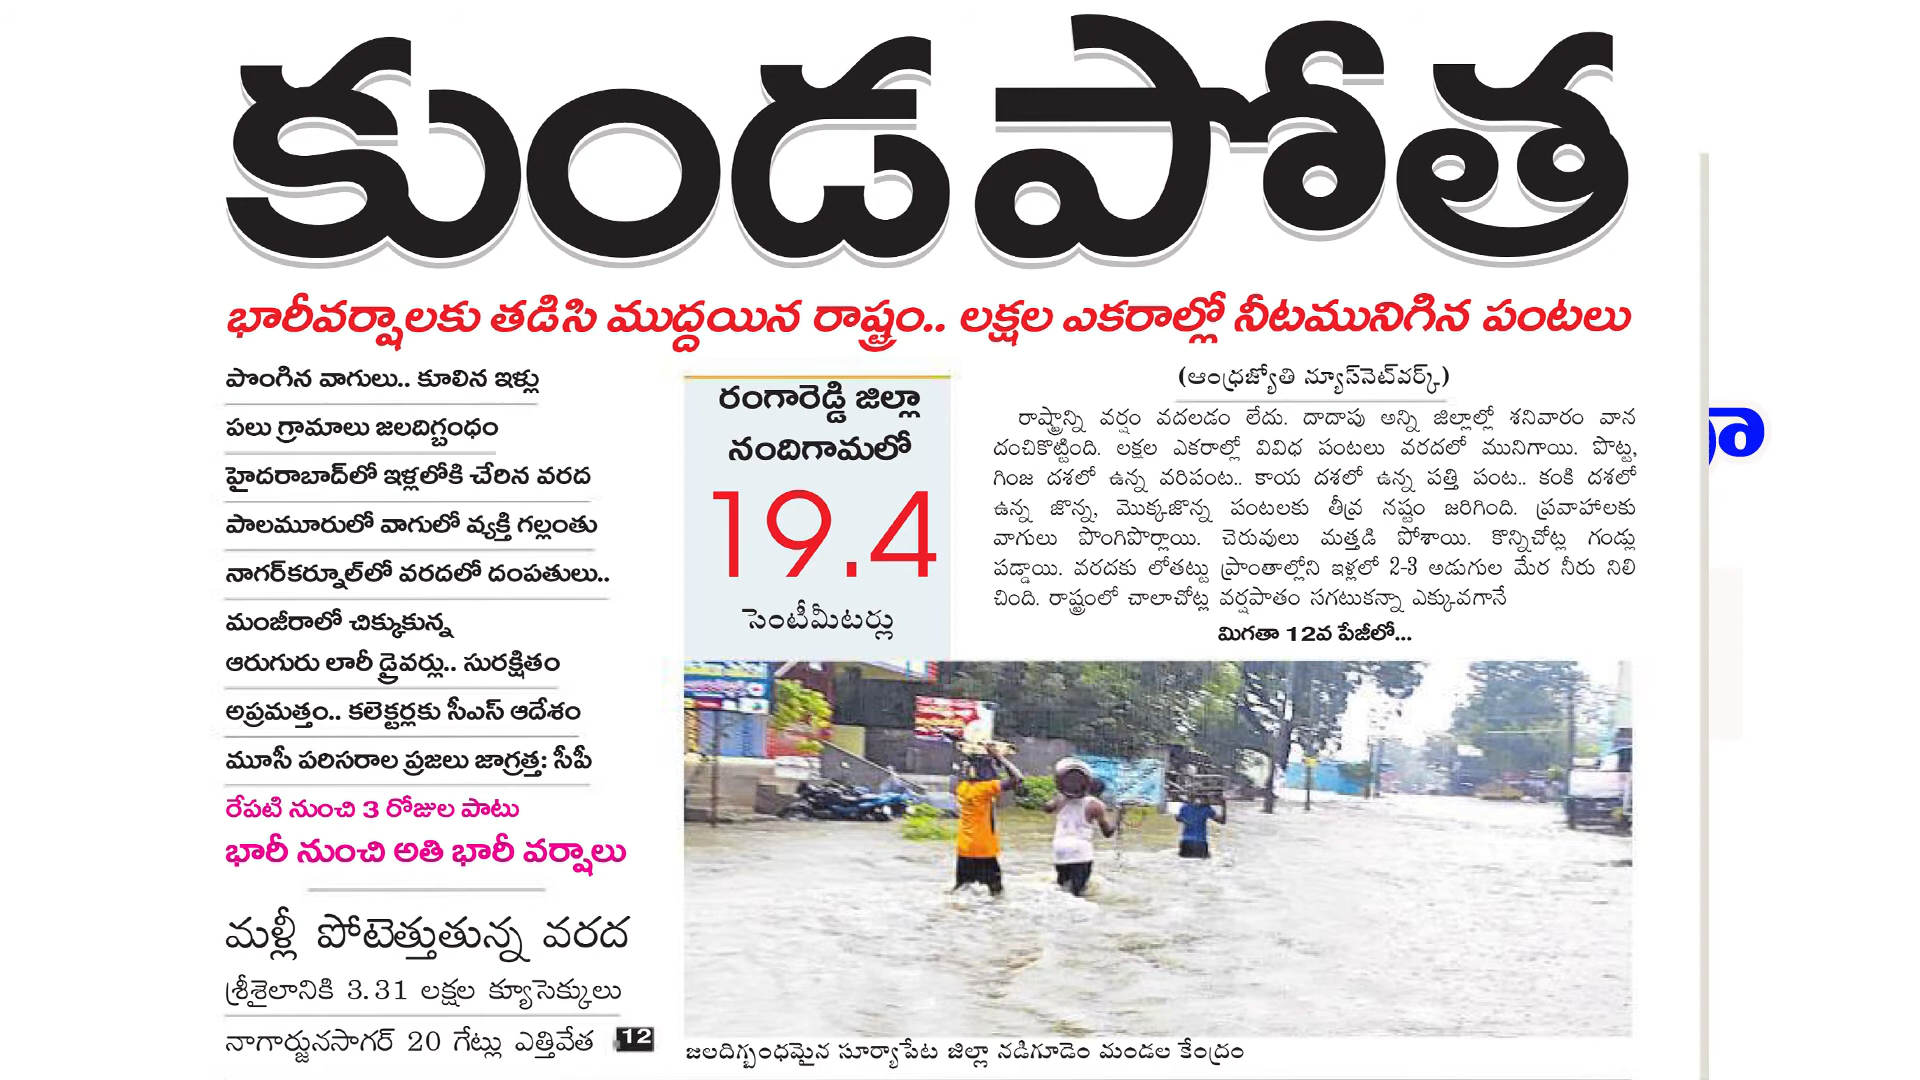 కుండపోత
భారీవర్షాలకు తడిసి ముద్దయిన రాష్ట్రం.. లక్షల ఎకరాల్లో నీటమునిగిన పంటలు
పొంగిన వాగులు.. కూలిన ఇళ్లు
పలు గ్రామాలు జలదిగ్బంధం
హైదరాబాద్‌లో ఇళ్లలోకి చేరిన వరద
పాలమూరులో వాగులో వ్యక్తి గల్లంతు
నాగర్‌కర్నూల్‌లో వరదలో దంపతులు..
మంజీరాలో చిక్కుకున్న
ఆరుగురు లారీ డ్రైవర్లు.. సురక్షితం
అప్రమత్తం.. కలెక్టర్లకు సీఎస్ ఆదేశం
మూసీ పరిసరాల ప్రజలు జాగ్రత్త: సీపీ
రేపటి నుంచి 3 రోజుల పాటు
భారీ నుంచి అతి భారీ వర్షాలు
మళ్లీ పోటెత్తుతున్న వరద
శ్రీశైలానికి 3.31 లక్షల క్యూసెక్కులు
నాగార్జునసాగర్ 20 గేట్లు ఎత్తివేత 12
రంగారెడ్డి జిల్లా
నందిగామలో
19.4
సెంటీమీటర్లు
(ఆంధ్రజ్యోతి న్యూస్‌నెట్‌వర్క్)
రాష్ట్రాన్ని వర్షం వదలడం లేదు. దాదాపు అన్ని జిల్లాల్లో శనివారం వాన
దంచికొట్టింది. లక్షల ఎకరాల్లో వివిధ పంటలు వరదలో మునిగాయి. పొట్ట,
గింజ దశలో ఉన్న వరిపంట.. కాయ దశలో ఉన్న పత్తి పంట.. కంకి దశలో
ఉన్న జొన్న, మొక్కజొన్న పంటలకు తీవ్ర నష్టం జరిగింది. ప్రవాహాలకు
వాగులు పొంగిపొర్లాయి. చెరువులు మత్తడి పోశాయి. కొన్నిచోట్ల గండ్లు
పడ్డాయి. వరదకు లోతట్టు ప్రాంతాల్లోని ఇళ్లలో 2-3 అడుగుల మేర నీరు నిలి
చింది. రాష్ట్రంలో చాలాచోట్ల వర్షపాతం సగటుకన్నా ఎక్కువగానే
మిగతా 12వ పేజీలో...
జలదిగ్బంధమైన సూర్యాపేట జిల్లా నడిగూడెం మండల కేంద్రం